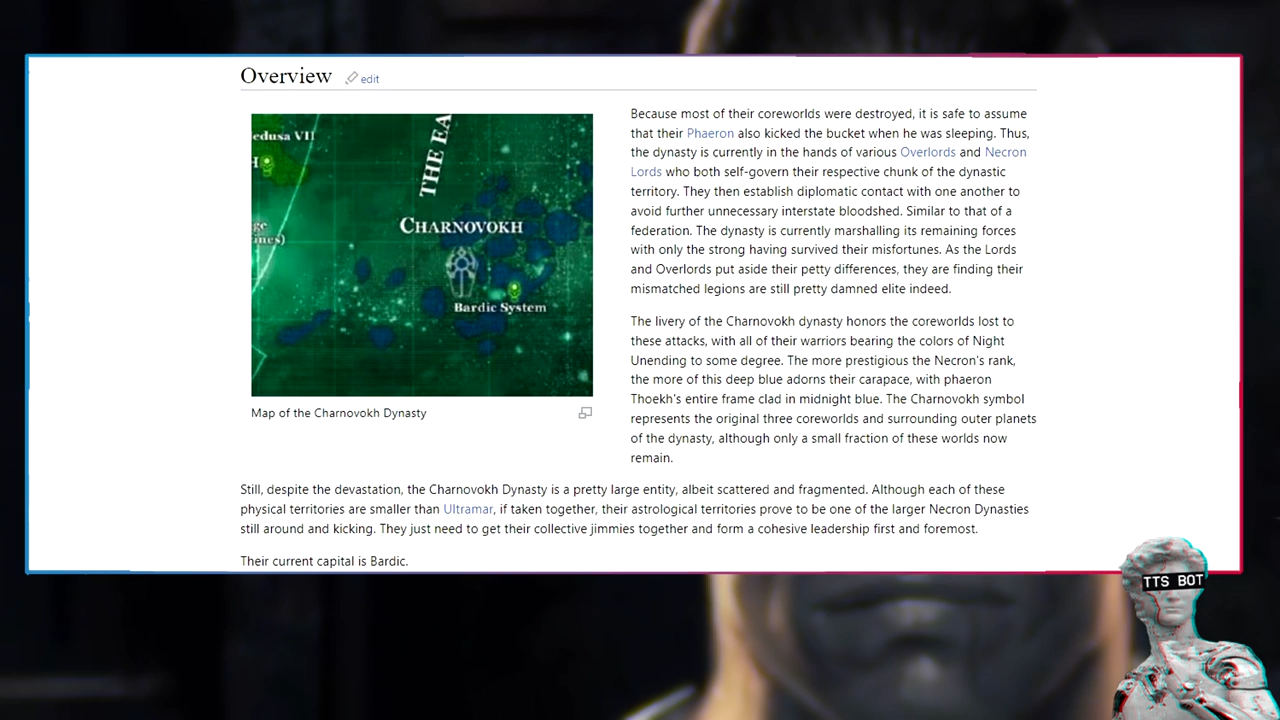 Overview edit
edusa VII
H
ge
ines)
THE EA
CHARNOVOKH
Bardic System
Map of the Charnovokh Dynasty
Because most of their coreworlds were destroyed, it is safe to assume
that their Phaeron also kicked the bucket when he was sleeping. Thus,
the dynasty is currently in the hands of various Overlords and Necron
Lords who both self-govern their respective chunk of the dynastic
territory. They then establish diplomatic contact with one another to
avoid further unnecessary interstate bloodshed. Similar to that of a
federation. The dynasty is currently marshalling its remaining forces
with only the strong having survived their misfortunes. As the Lords
and Overlords put aside their petty differences, they are finding their
mismatched legions are still pretty damned elite indeed.
The livery of the Charnovokh dynasty honors the coreworlds lost to
these attacks, with all of their warriors bearing the colors of Night
Unending to some degree. The more prestigious the Necron's rank,
the more of this deep blue adorns their carapace, with phaeron
Thoekh's entire frame clad in midnight blue. The Charnovokh symbol
represents the original three coreworlds and surrounding outer planets
of the dynasty, although only a small fraction of these worlds now
remain.
Still, despite the devastation, the Charnovokh Dynasty is a pretty large entity, albeit scattered and fragmented. Although each of these
physical territories are smaller than Ultramar, if taken together, their astrological territories prove to be one of the larger Necron Dynasties
still around and kicking. They just need to get their collective jimmies together and form a cohesive leadership first and foremost.
Their current capital is Bardic.
TTS BOT